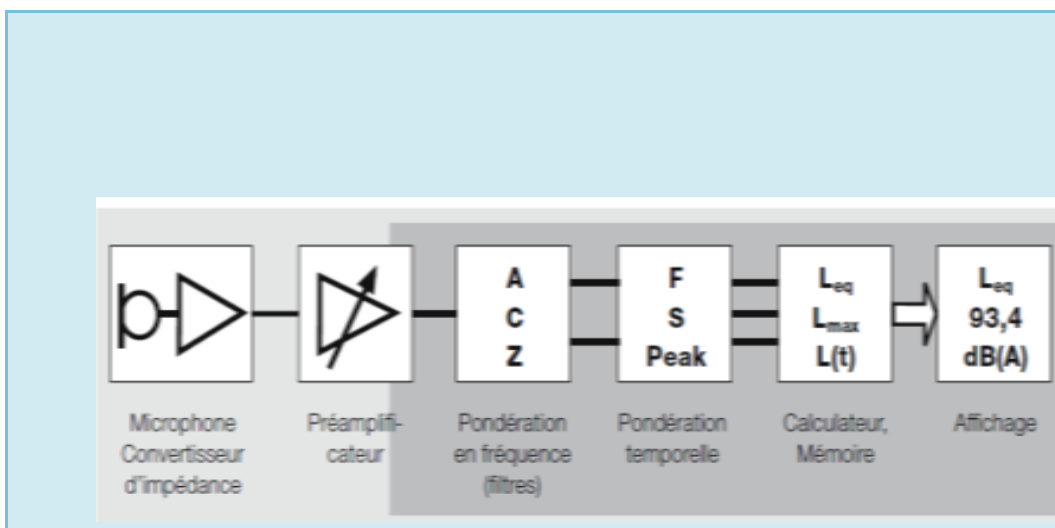 A
C
Z
F
S
Peak
Leq
Lmax
L(t)
Leq
93,4
dB(A)
Microphone
Convertisseur
d'impédance
Préamplifi-
cateur
Pondération
en fréquence
(filtres)
Pondération
temporelle
Calculateur,
Mémoire
Affichage